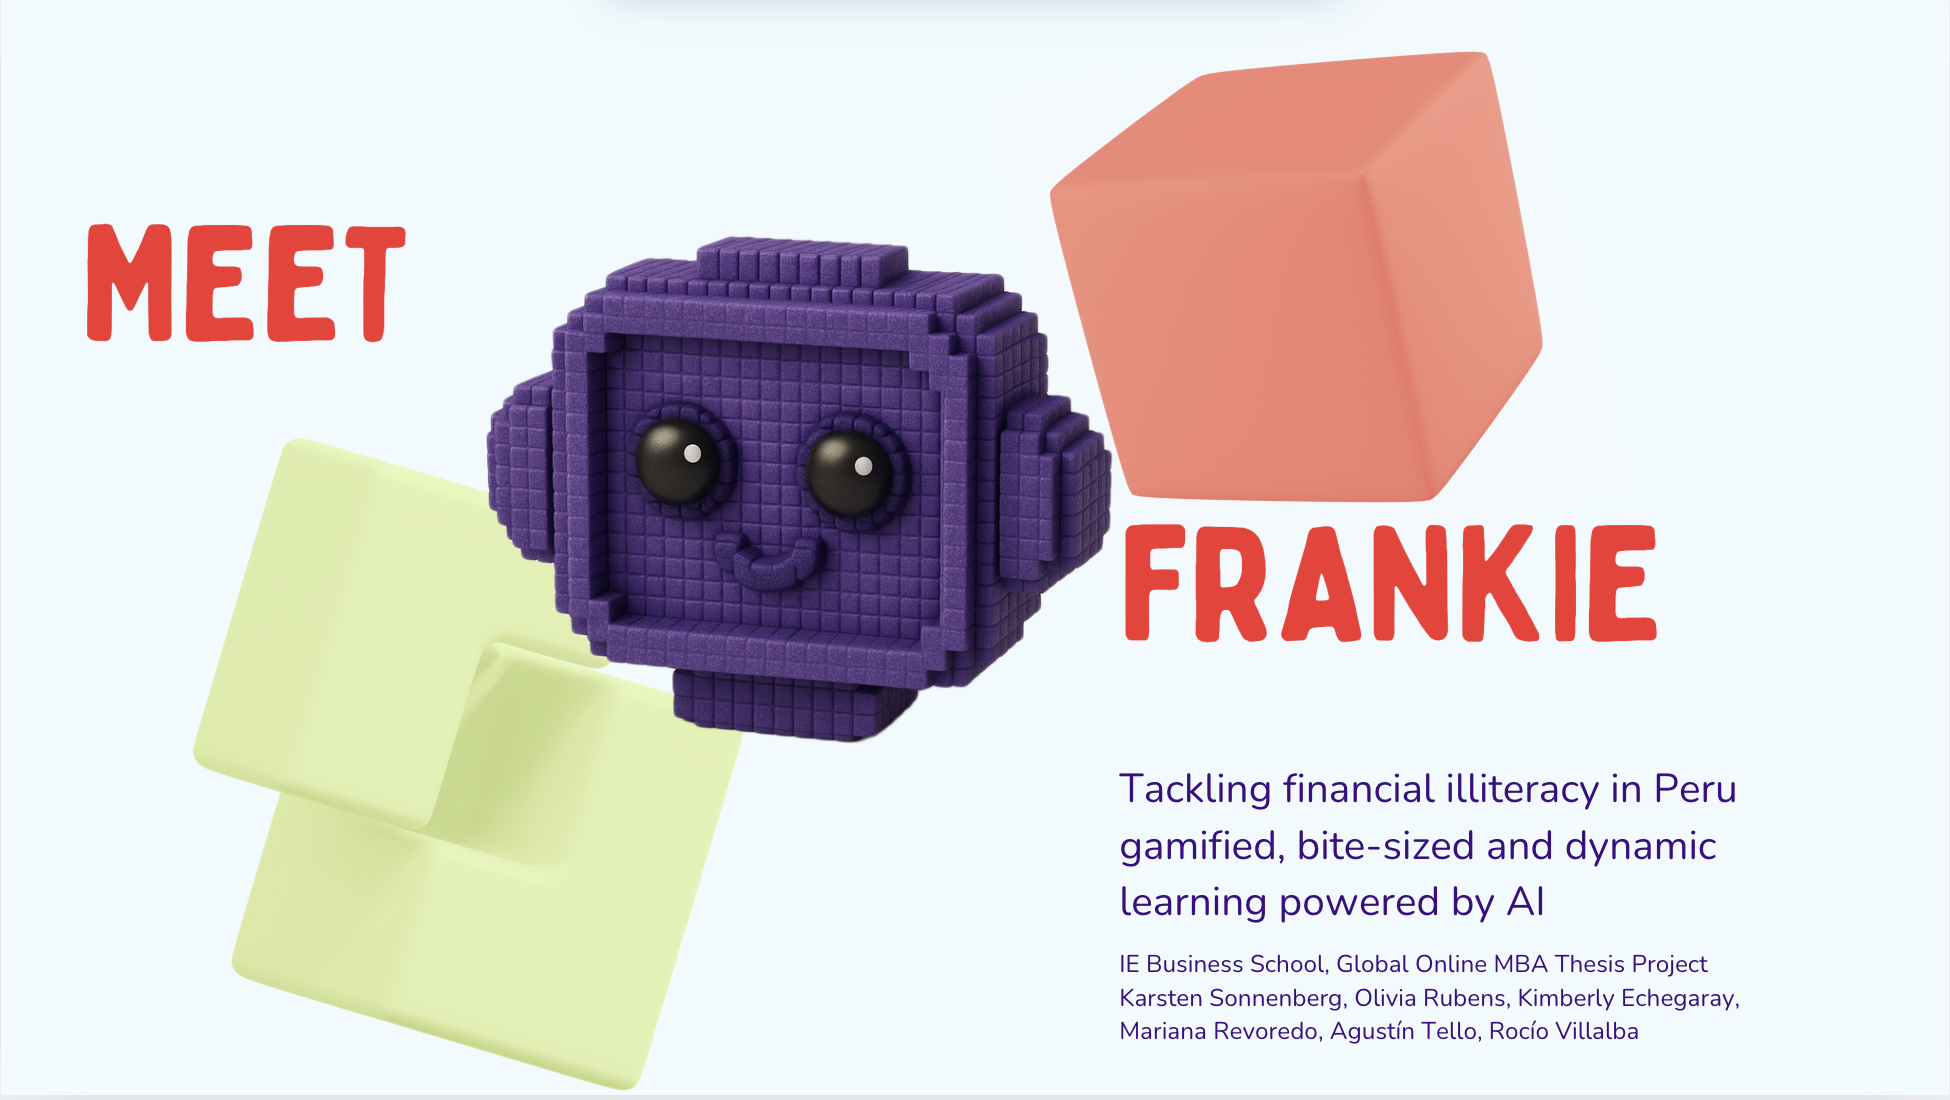 MEET
FRANKIE
Tackling financial illiteracy in Peru
gamified, bite-sized and dynamic
learning powered by AI
IE Business School, Global Online MBA Thesis Project
Karsten Sonnenberg, Olivia Rubens, Kimberly Echegaray,
Mariana Revoredo, Agustín Tello, Rocío Villalba